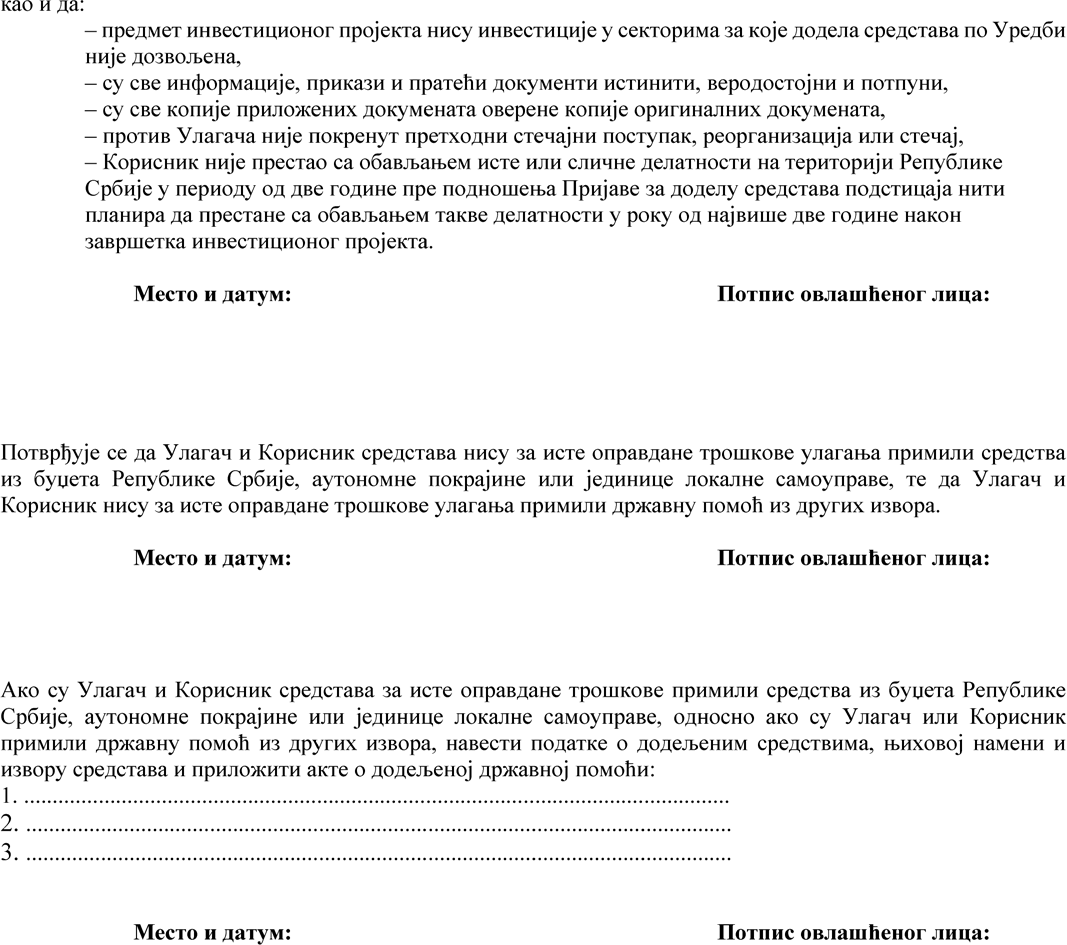 као и да:
– предмет инвестиционог пројекта нису инвестиције у секторима за које додела средстава по Уредби
није дозвољена,
– су све информације, прикази и пратећи документи истинити, веродостојни и потпуни,
– су све копије приложених докумената оверене копије оригиналних докумената,
– против Улагача није покренут претходни стечајни поступак, реорганизација или стечај,
– Корисник није престао са обављањем исте или сличне делатности на територији Републике
Србије у периоду од две године пре подношења Пријаве за доделу средстава подстицаја нити
планира да престане са обављањем такве делатности у року од највише две године након
завршетка инвестиционог пројекта.
Место и датум: Потпис овлашћеног лица:
Потврђује се да Улагач и Корисник средстава нису за исте оправдане трошкове улагања примили средства
из буџета Републике Србије, аутономне покрајине или јединице локалне самоуправе, те да Улагач и
Корисник нису за исте оправдане трошкове улагања примили државну помоћ из других извора.
Место и датум: Потпис овлашћеног лица:
Ако су Улагач и Корисник средстава за исте оправдане трошкове примили средства из буџета Републике
Србије, аутономне покрајине или јединице локалне самоуправе, односно ако су Улагач или Корисник
примили државну помоћ из других извора, навести податке о додељеним средствима, њиховој намени и
извору средстава и приложити акте о додељеној државној помоћи:
1. ..........................................................................................................................
2. ..........................................................................................................................
3. ..........................................................................................................................
Место и датум: Потпис овлашћеног лица: